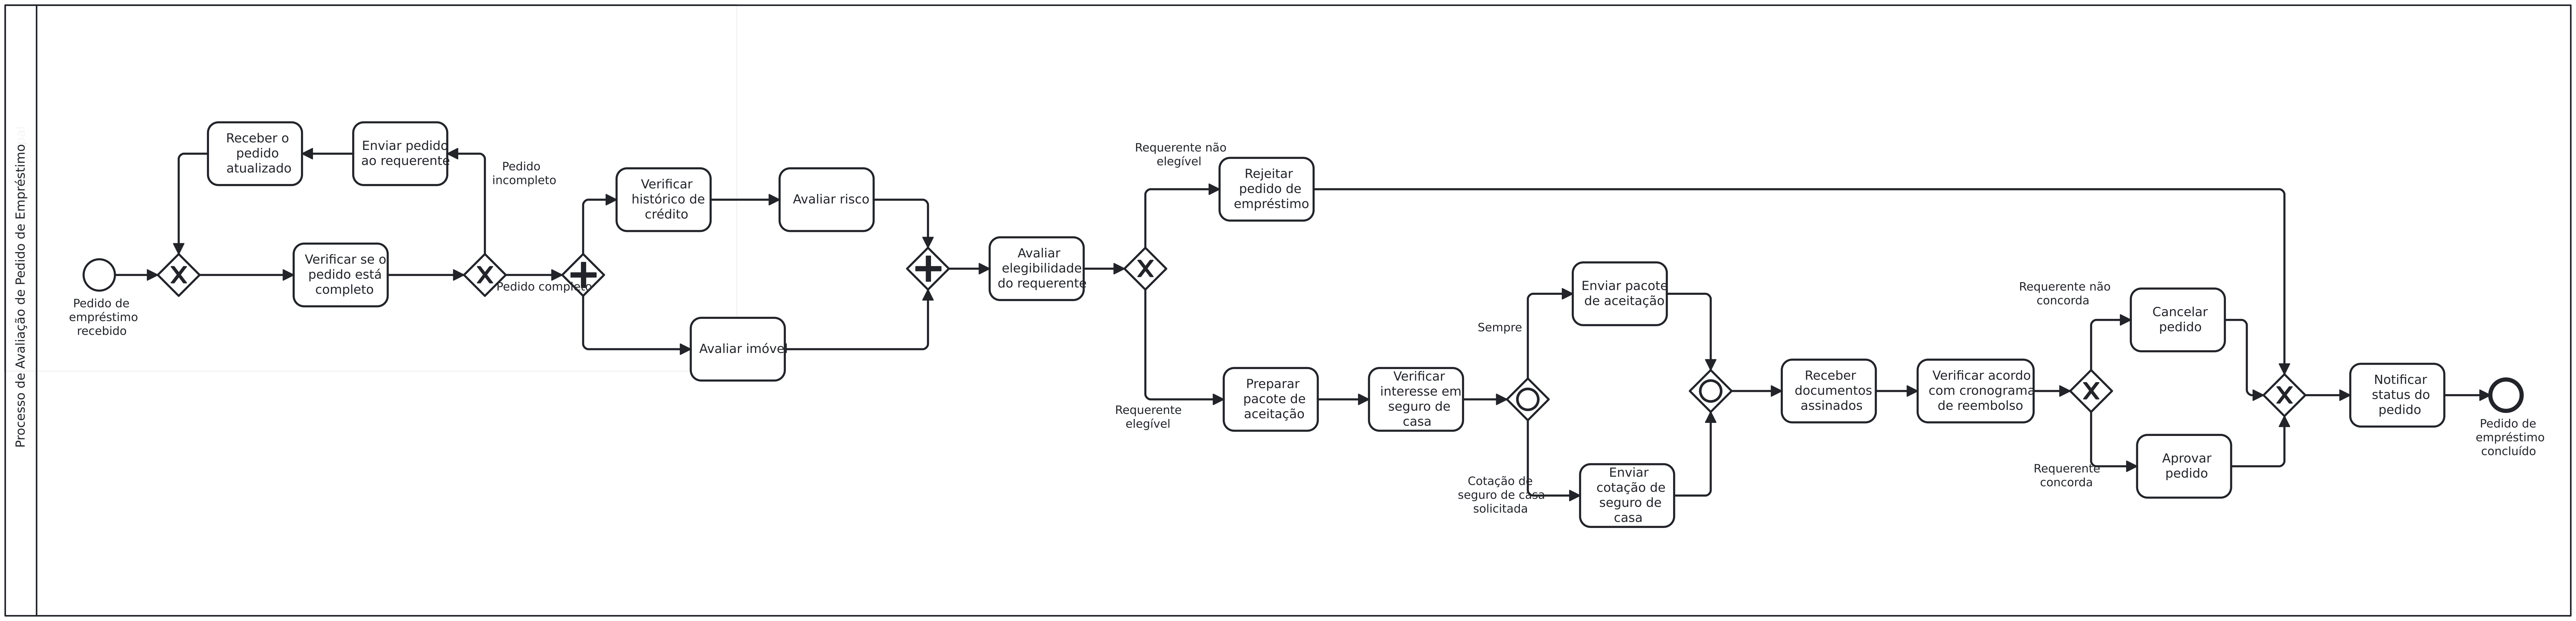 Processo de Avaliação de Pedido de Empréstimo
Pedido de
empréstimo
recebido
Receber o
pedido
atualizado
Enviar pedido
ao requerente
Pedido
incompleto
Verificar se o
pedido está
completo
Pedido completo
Verificar
histórico de
crédito
Avaliar risco
Avaliar imóvel
Avaliar
elegibilidade
do requerente
Requerente não
elegível
Rejeitar
pedido de
empréstimo
Requerente
elegível
Preparar
pacote de
aceitação
Verificar
interesse em
seguro de
casa
Sempre
Enviar pacote
de aceitação
Cotação de
seguro de casa
solicitada
Enviar
cotação de
seguro de
casa
Receber
documentos
assinados
Verificar acordo
com cronograma
de reembolso
Requerente não
concorda
Cancelar
pedido
Requerente
concorda
Aprovar
pedido
Notificar
status do
pedido
Pedido de
empréstimo
concluído